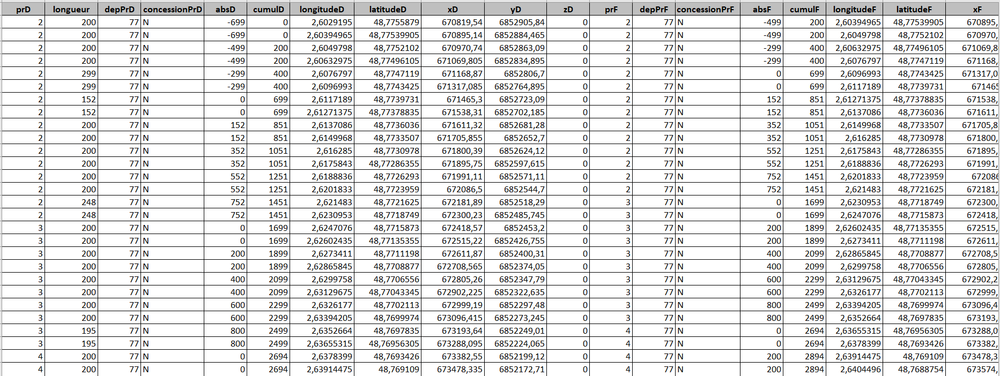 prD longueur depPrD concessionPrD absD cumulD longitudeD latitudeD xD yD zD prF depPrF concessionPrF absF cumulF longitudeF latitudeF xF
2 200 77 N -699 0 2,6029195 48,7755879 670819,54 6852905,84 0 2 77 N -499 200 2,60394965 48,77539905 670895,
2 200 77 N -699 0 2,60394965 48,77539905 670895,14 6852884,465 0 2 77 N -499 200 2,6049798 48,7752102 670970,
2 200 77 N -499 200 2,6049798 48,7752102 670970,74 6852863,09 0 2 77 N -299 400 2,60632975 48,77496105 671069,8
2 200 77 N -499 200 2,60632975 48,77496105 671069,805 6852834,895 0 2 77 N -299 400 2,6076797 48,7747119 671168,
2 299 77 N -299 400 2,6076797 48,7747119 671168,87 6852806,7 0 2 77 N 0 699 2,6096993 48,7743425 671317,0
2 299 77 N -299 400 2,6096993 48,7743425 671317,085 6852764,895 0 2 77 N 0 699 2,6117189 48,7739731 671465
2 152 77 N 0 699 2,6117189 48,7739731 671465,3 6852723,09 0 2 77 N 152 851 2,61271375 48,77378835 671538,
2 152 77 N 0 699 2,61271375 48,77378835 671538,31 6852702,185 0 2 77 N 152 851 2,6137086 48,7736036 671611,
2 200 77 N 152 851 2,6137086 48,7736036 671611,32 6852681,28 0 2 77 N 352 1051 2,6149968 48,7733507 671705,8
2 200 77 N 152 851 2,6149968 48,7733507 671705,855 6852652,7 0 2 77 N 352 1051 2,616285 48,7730978 671800,
2 200 77 N 352 1051 2,616285 48,7730978 671800,39 6852624,12 0 2 77 N 552 1251 2,6175843 48,77286355 671895,
2 200 77 N 352 1051 2,6175843 48,77286355 671895,75 6852597,615 0 2 77 N 552 1251 2,6188836 48,7726293 671991,
2 200 77 N 552 1251 2,6188836 48,7726293 671991,11 6852571,11 0 2 77 N 752 1451 2,6201833 48,7723959 672086
2 200 77 N 552 1251 2,6201833 48,7723959 672086,5 6852544,7 0 2 77 N 752 1451 2,621483 48,7721625 672181,
2 248 77 N 752 1451 2,621483 48,7721625 672181,89 6852518,29 0 3 77 N 0 1699 2,6230953 48,7718749 672300,
2 248 77 N 752 1451 2,6230953 48,7718749 672300,23 6852485,745 0 3 77 N 0 1699 2,6247076 48,7715873 672418,
3 200 77 N 0 1699 2,6247076 48,7715873 672418,57 6852453,2 0 3 77 N 200 1899 2,62602435 48,77135355 672515,
3 200 77 N 0 1699 2,62602435 48,77135355 672515,22 6852426,755 0 3 77 N 200 1899 2,6273411 48,7711198 672611,
3 200 77 N 200 1899 2,6273411 48,7711198 672611,87 6852400,31 0 3 77 N 400 2099 2,62865845 48,7708877 672708,5
3 200 77 N 200 1899 2,62865845 48,7708877 672708,565 6852374,05 0 3 77 N 400 2099 2,6299758 48,7706556 672805,
3 200 77 N 400 2099 2,6299758 48,7706556 672805,26 6852347,79 0 3 77 N 600 2299 2,63129675 48,77043345 672902,2
3 200 77 N 400 2099 2,63129675 48,77043345 672902,225 6852322,635 0 3 77 N 600 2299 2,6326177 48,7702113 672999,
3 200 77 N 600 2299 2,6326177 48,7702113 672999,19 6852297,48 0 3 77 N 800 2499 2,63394205 48,7699974 673096,4
3 200 77 N 600 2299 2,63394205 48,7699974 673096,415 6852273,245 0 3 77 N 800 2499 2,6352664 48,7697835 673193,
3 195 77 N 800 2499 2,6352664 48,7697835 673193,64 6852249,01 0 4 77 N 0 2694 2,63655315 48,76956305 673288,0
3 195 77 N 800 2499 2,63655315 48,76956305 673288,095 6852224,065 0 4 77 N 0 2694 2,6378399 48,7693426 673382,
4 200 77 N 0 2694 2,6378399 48,7693426 673382,55 6852199,12 0 4 77 N 200 2894 2,63914475 48,769109 673478,3
4 200 77 N 0 2694 2,63914475 48,769109 673478,335 6852172,71 0 4 77 N 200 2894 2,6404496 48,7688754 673574,